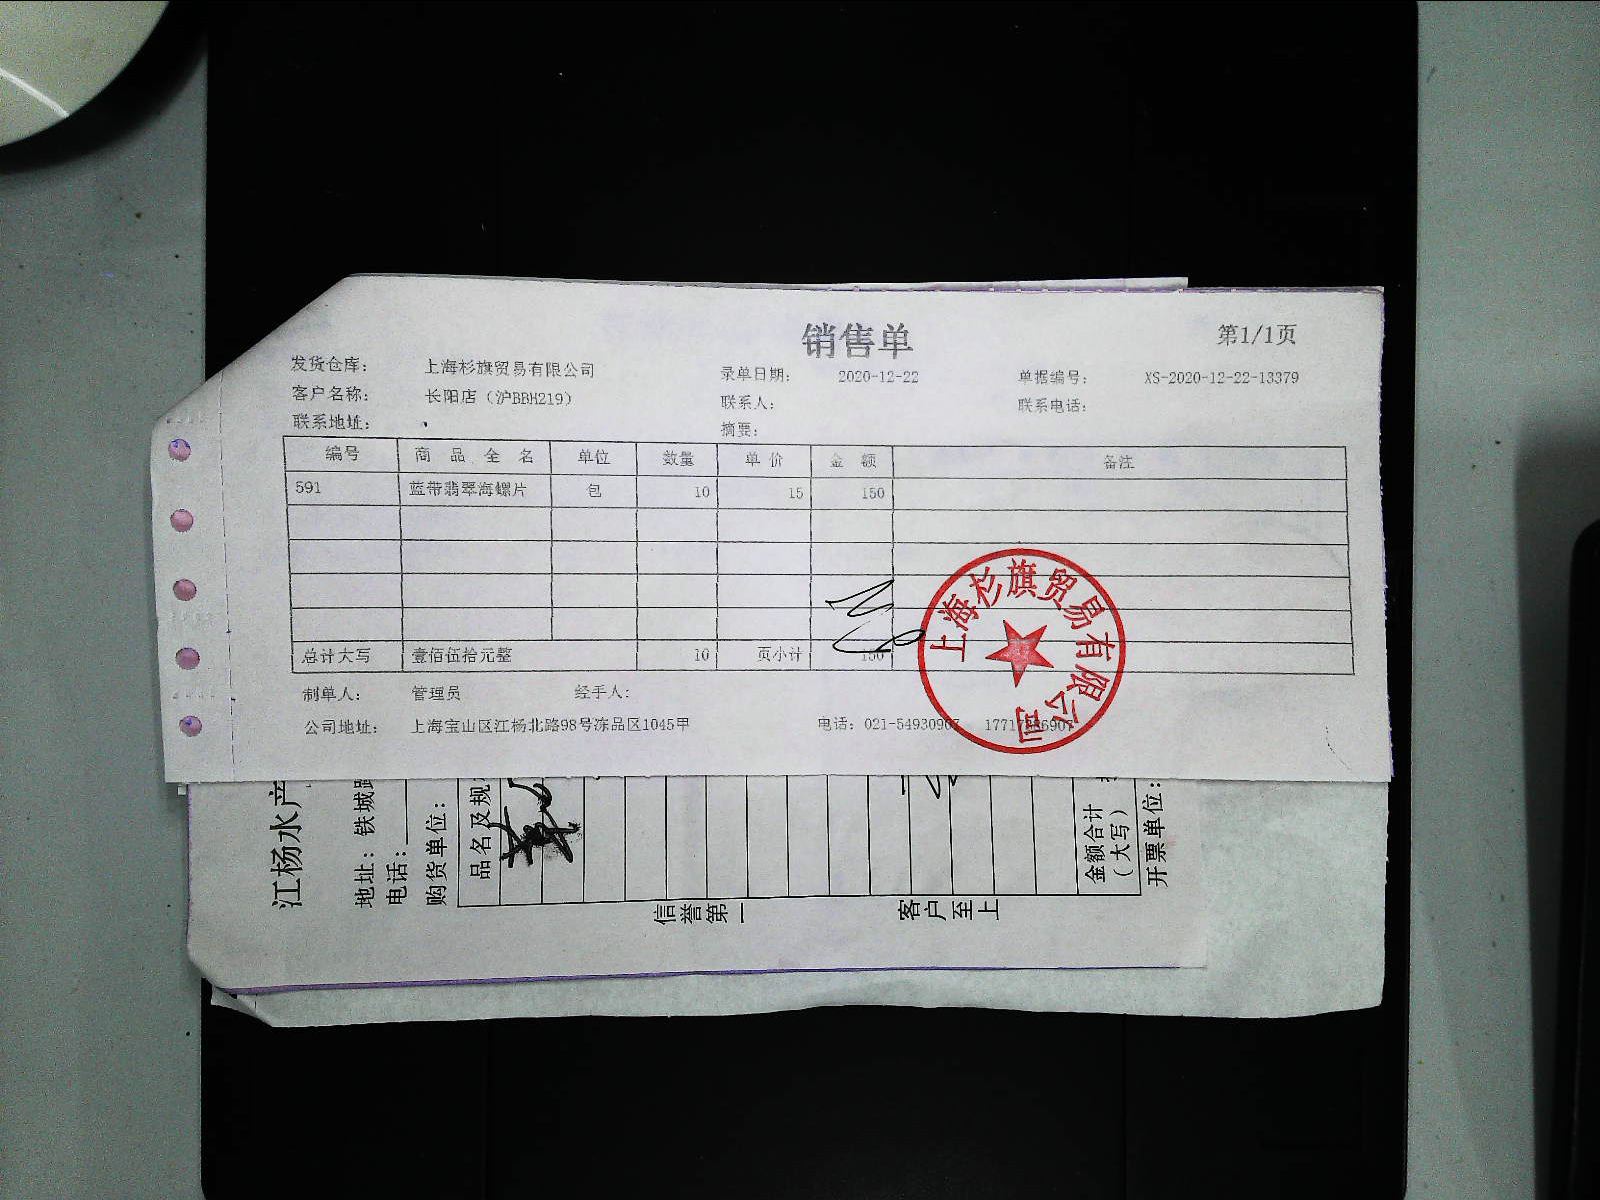 销售单
第1/1页
发货仓库： 上海杉旗贸易有限公司 录单日期： 2020-12-22 单据编号： XS-2020-12-22-13379
客户名称： 长阳店（沪BBH219） 联系人： 联系电话：
联系地址： 摘要：
编号 商品全名 单位 数量 单价 金额 备注
591 蓝带翡翠海螺片 包 10 15 150
总计大写 壹佰伍拾元整 10 页小计 150
制单人： 管理员 经手人：
公司地址： 上海宝山区江杨北路98号冻品区1045甲 电话：021-54930967
上海杉旗贸易有限公司
江杨水产
地址：铁城路
电话：
购货单位：
品名及规
金额合计
（大写）
开票单位：
信誉第一
客户至上